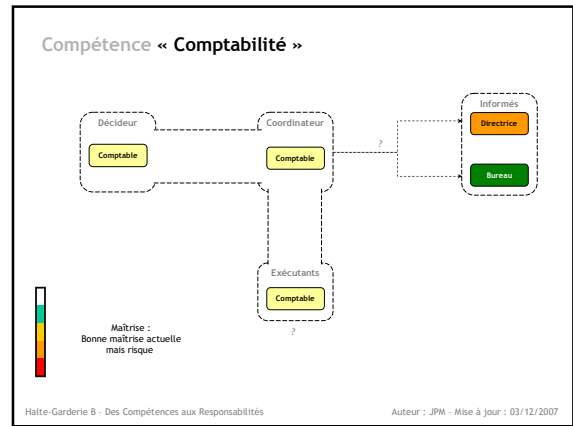 Compétence « Comptabilité »
Informés
Décideur
Coordinateur
Directrice
?
Comptable
Comptable
Bureau
Exécutants
Comptable
?
Maîtrise :
Bonne maîtrise actuelle
mais risque
Halte-Garderie B – Des Compétences aux Responsabilités
Auteur : JPM – Mise à jour : 03/12/2007